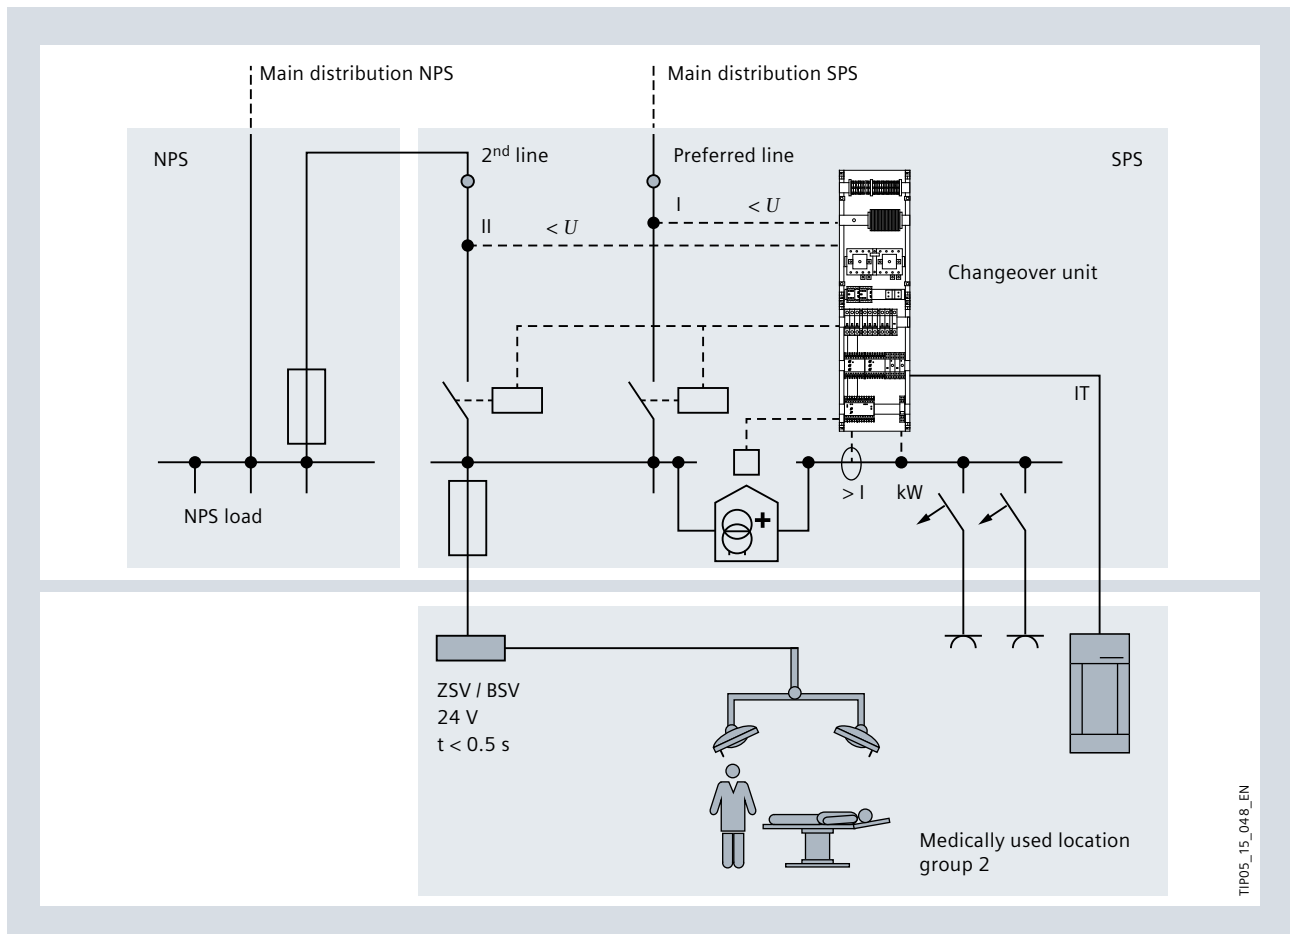 Main distribution NPS
Main distribution SPS
NPS
2nd line
Preferred line
SPS
I
< U
II
< U
Changeover unit
IT
> I
kW
NPS load
+
ZSV / BSV
24 V
t < 0.5 s
Medically used location
group 2
TIP05_15_048_EN